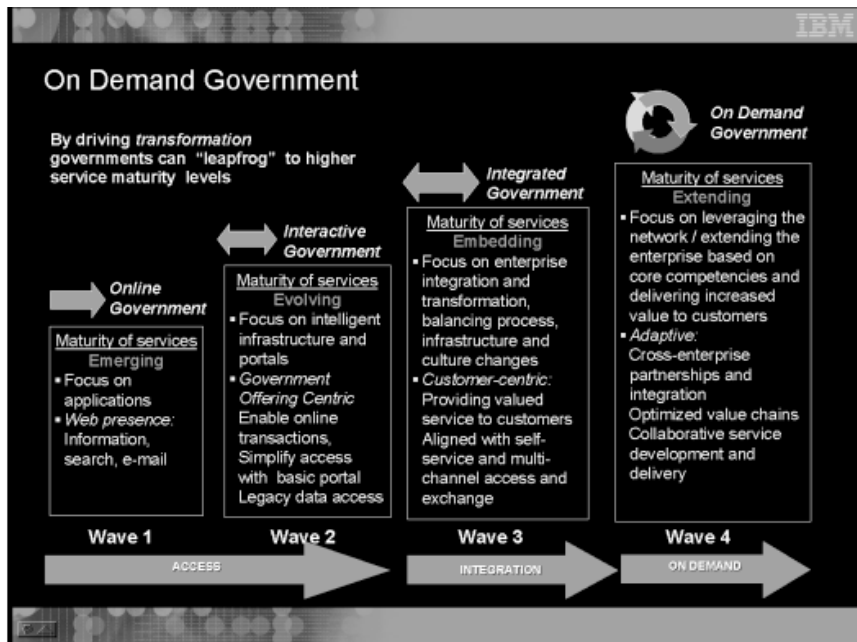 IBM
On Demand Government
By driving transformation
governments can "leapfrog" to higher
service maturity levels
Online
Government
Maturity of services
Emerging
▪ Focus on
applications
▪ Web presence:
Information,
search, e-mail
Wave 1
Interactive
Government
Maturity of services
Evolving
▪ Focus on intelligent
infrastructure and
portals
▪ Government
Offering Centric
Enable online
transactions,
Simplify access
with basic portal
Legacy data access
Wave 2
Integrated
Government
Maturity of services
Embedding
▪ Focus on enterprise
integration and
transformation,
balancing process,
infrastructure and
culture changes
▪ Customer-centric:
Providing valued
service to customers
Aligned with self-
service and multi-
channel access and
exchange
Wave 3
On Demand
Government
Maturity of services
Extending
▪ Focus on leveraging the
network / extending the
enterprise based on
core competencies and
delivering increased
value to customers
▪ Adaptive:
Cross-enterprise
partnerships and
integration
Optimized value chains
Collaborative service
development and
delivery
Wave 4
ACCESS
INTEGRATION
ON DEMAND